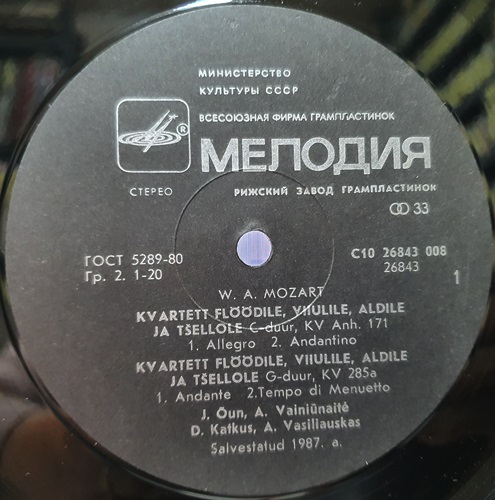 МИНИСТЕРСТВО
КУЛЬТУРЫ СССР
ВСЕСОЮЗНАЯ ФИРМА ГРАМПЛАСТИНОК
®
МЕЛОДИЯ
СТЕРЕО
РИЖСКИЙ ЗАВОД ГРАМПЛАСТИНОК
33
ГОСТ 5289-80
Гр. 2. 1-20
С10 26843 008
26843
1
W. A. MOZART
KVARTETT FLÖÖDILE, VIIULILE, ALDILE
JA TŠELLOLE C-duur, KV Anh. 171
1. Allegro 2. Andantino
KVARTETT FLÖÖDILE, VIIULILE, ALDILE
JA TŠELLOLE G-duur, KV 285a
1. Andante 2.Tempo di Menuetto
J. Õun, A. Vainiūnaitė
D. Katkus, A. Vasiliauskas
Salvestatud 1987. a.